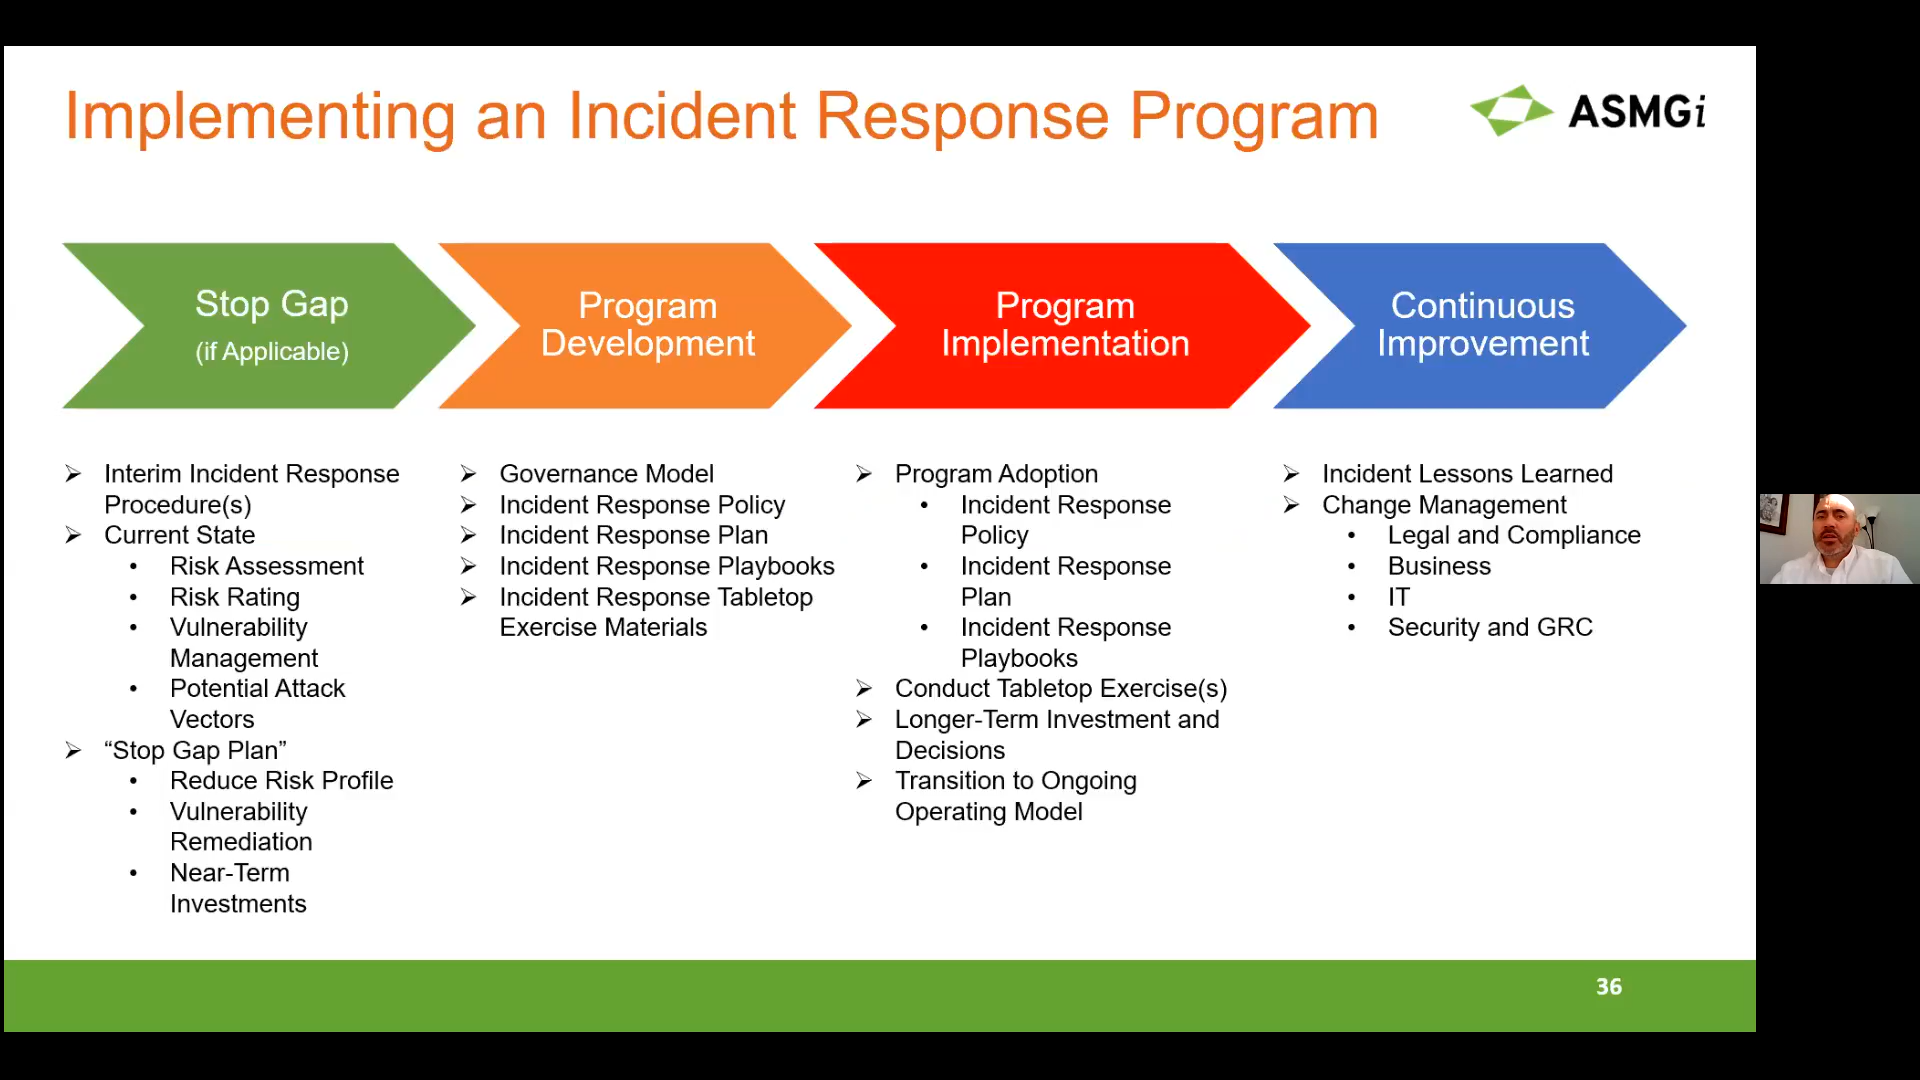 Implementing an Incident Response Program
ASMGi
Stop Gap
(if Applicable)
Program
Development
Program
Implementation
Continuous
Improvement
Interim Incident Response
Procedure(s)
Current State
Risk Assessment
Risk Rating
Vulnerability
Management
Potential Attack
Vectors
“Stop Gap Plan”
Reduce Risk Profile
Vulnerability
Remediation
Near-Term
Investments
Governance Model
Incident Response Policy
Incident Response Plan
Incident Response Playbooks
Incident Response Tabletop
Exercise Materials
Program Adoption
Incident Response
Policy
Incident Response
Plan
Incident Response
Playbooks
Conduct Tabletop Exercise(s)
Longer-Term Investment and
Decisions
Transition to Ongoing
Operating Model
Incident Lessons Learned
Change Management
Legal and Compliance
Business
IT
Security and GRC
36